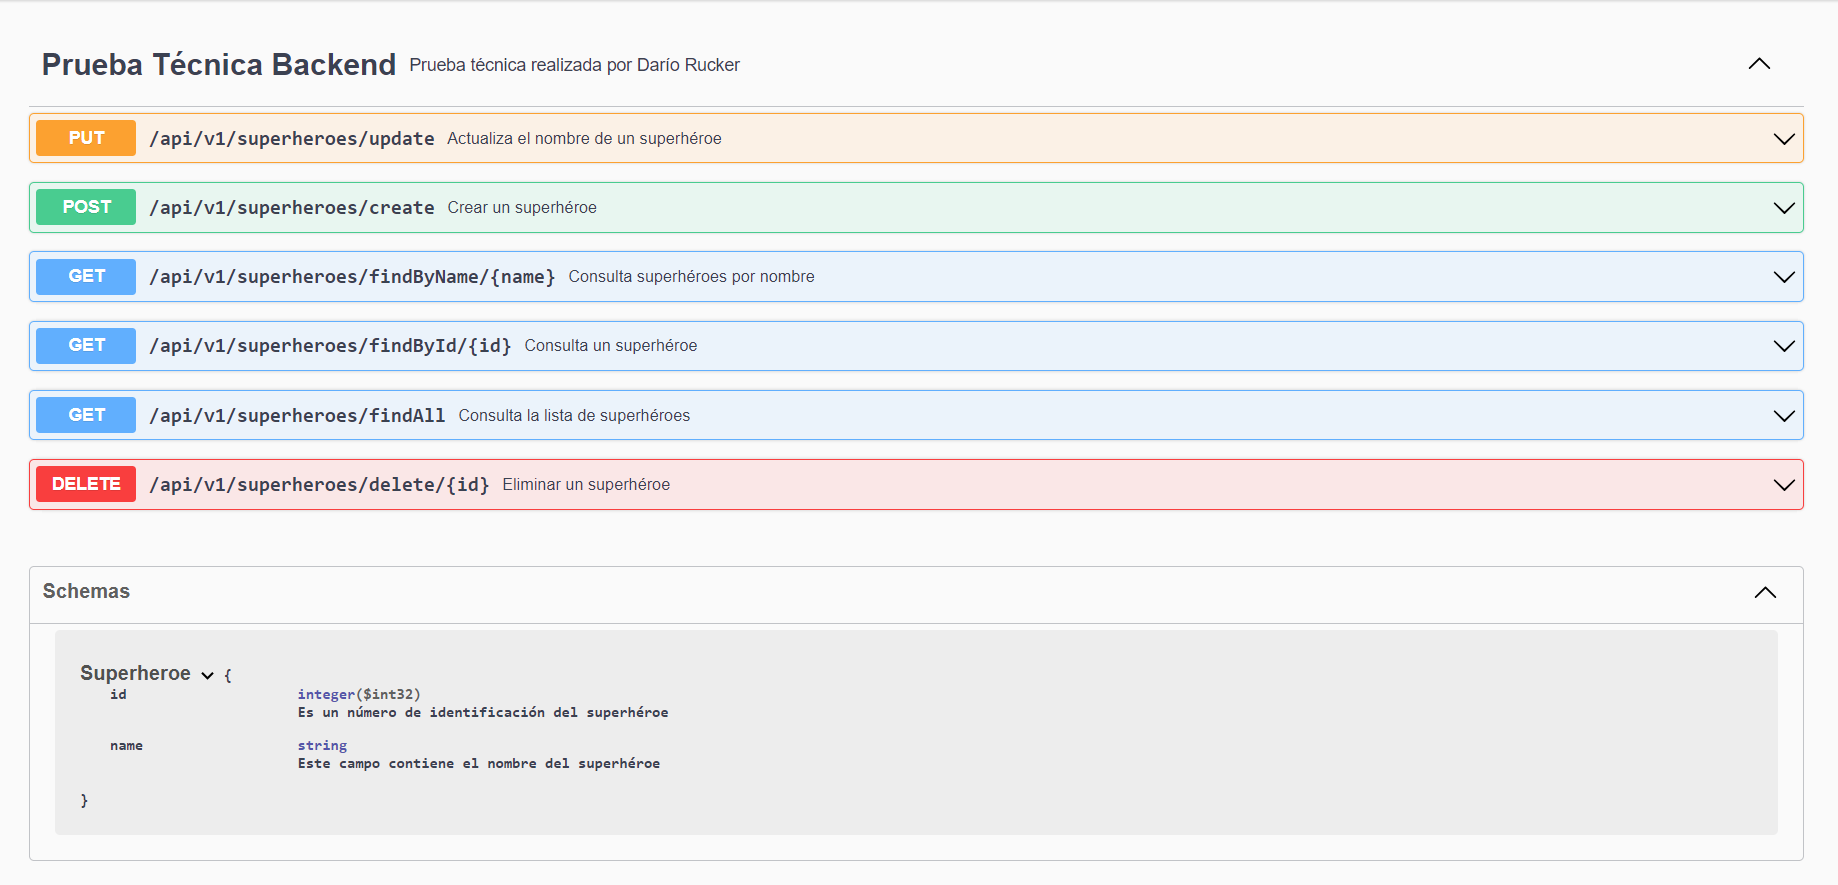 Prueba Técnica Backend Prueba técnica realizada por Darío Rucker
PUT /api/v1/superheroes/update Actualiza el nombre de un superhéroe
POST /api/v1/superheroes/create Crear un superhéroe
GET /api/v1/superheroes/findByName/{name} Consulta superhéroes por nombre
GET /api/v1/superheroes/findById/{id} Consulta un superhéroe
GET /api/v1/superheroes/findAll Consulta la lista de superhéroes
DELETE /api/v1/superheroes/delete/{id} Eliminar un superhéroe
Schemas
Superheroe {
id integer($int32)
Es un número de identificación del superhéroe
name string
Este campo contiene el nombre del superhéroe
}